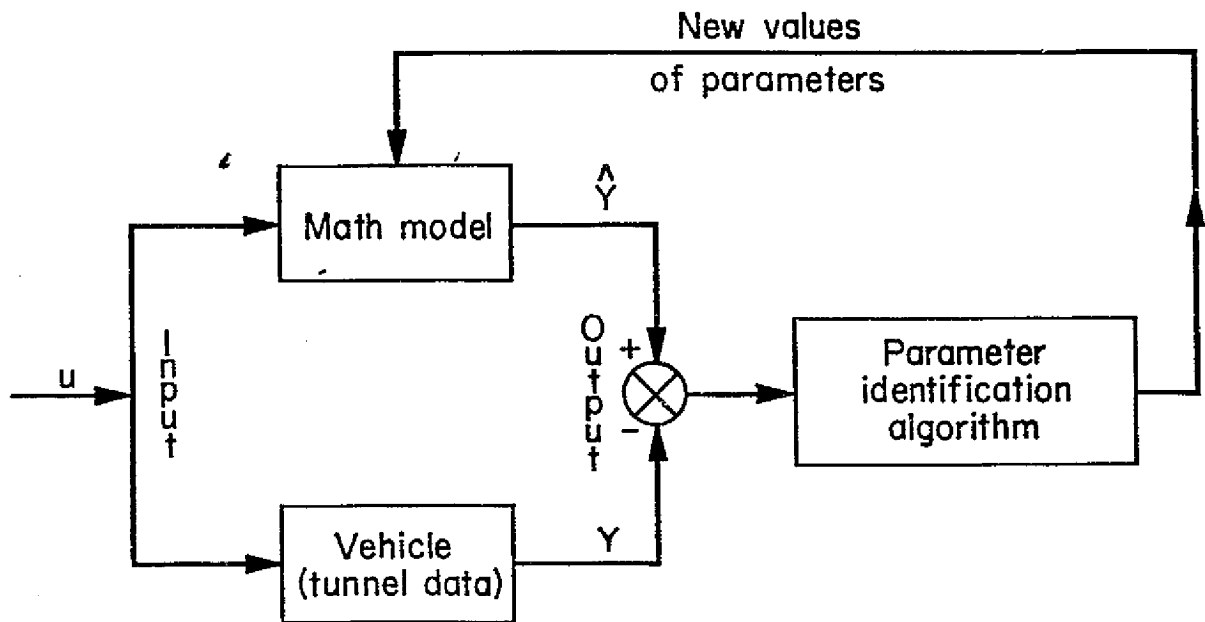 New values
of parameters
Ŷ
Math model
Input
Output
+
u
Parameter
identification
algorithm
-
Y
Vehicle
(tunnel data)